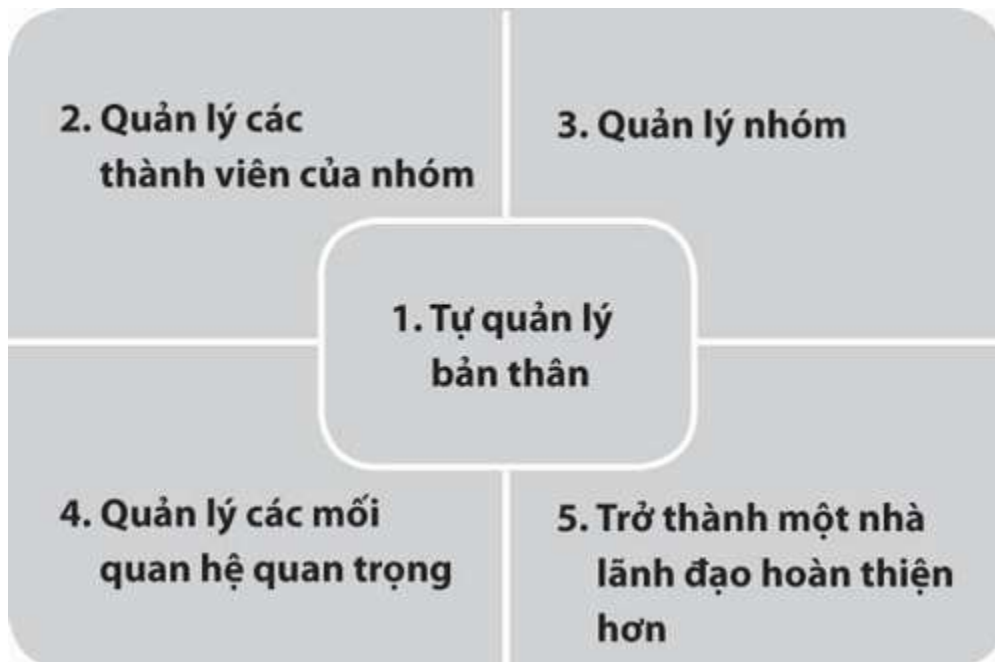 2. Quản lý các
thành viên của nhóm
3. Quản lý nhóm
1. Tự quản lý
bản thân
4. Quản lý các mối
quan hệ quan trọng
5. Trở thành một nhà
lãnh đạo hoàn thiện
hơn